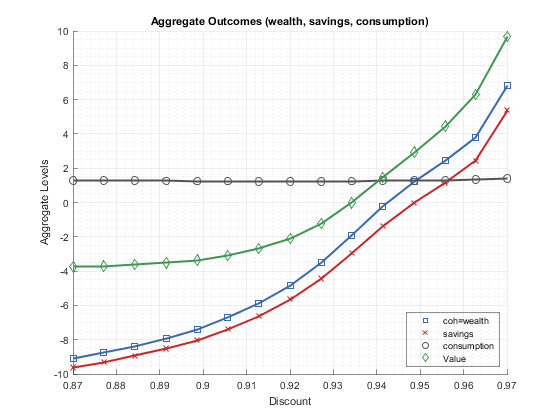 Aggregate Outcomes (wealth, savings, consumption)
10
8
6
4
2
0
-2
-4
-6
-8
-10
Aggregate Levels
0.87 0.88 0.89 0.9 0.91 0.92 0.93 0.94 0.95 0.96 0.97
Discount
coh=wealth
savings
consumption
Value